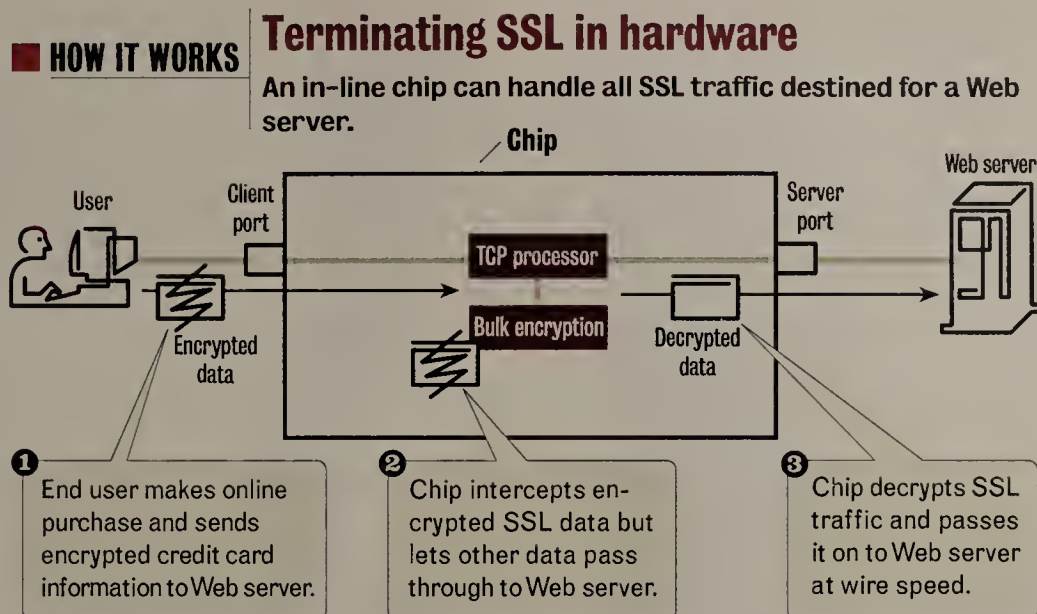 HOW IT WORKS
Terminating SSL in hardware
An in-line chip can handle all SSL traffic destined for a Web
server.
Chip
User
Client
port
Server
port
Web server
TCP processor
Bulk encryption
Encrypted
data
Decrypted
data
1
End user makes online
purchase and sends
encrypted credit card
information to Web server.
2
Chip intercepts en-
crypted SSL data but
lets other data pass
through to Web server.
3
Chip decrypts SSL
traffic and passes
it on to Web server
at wire speed.